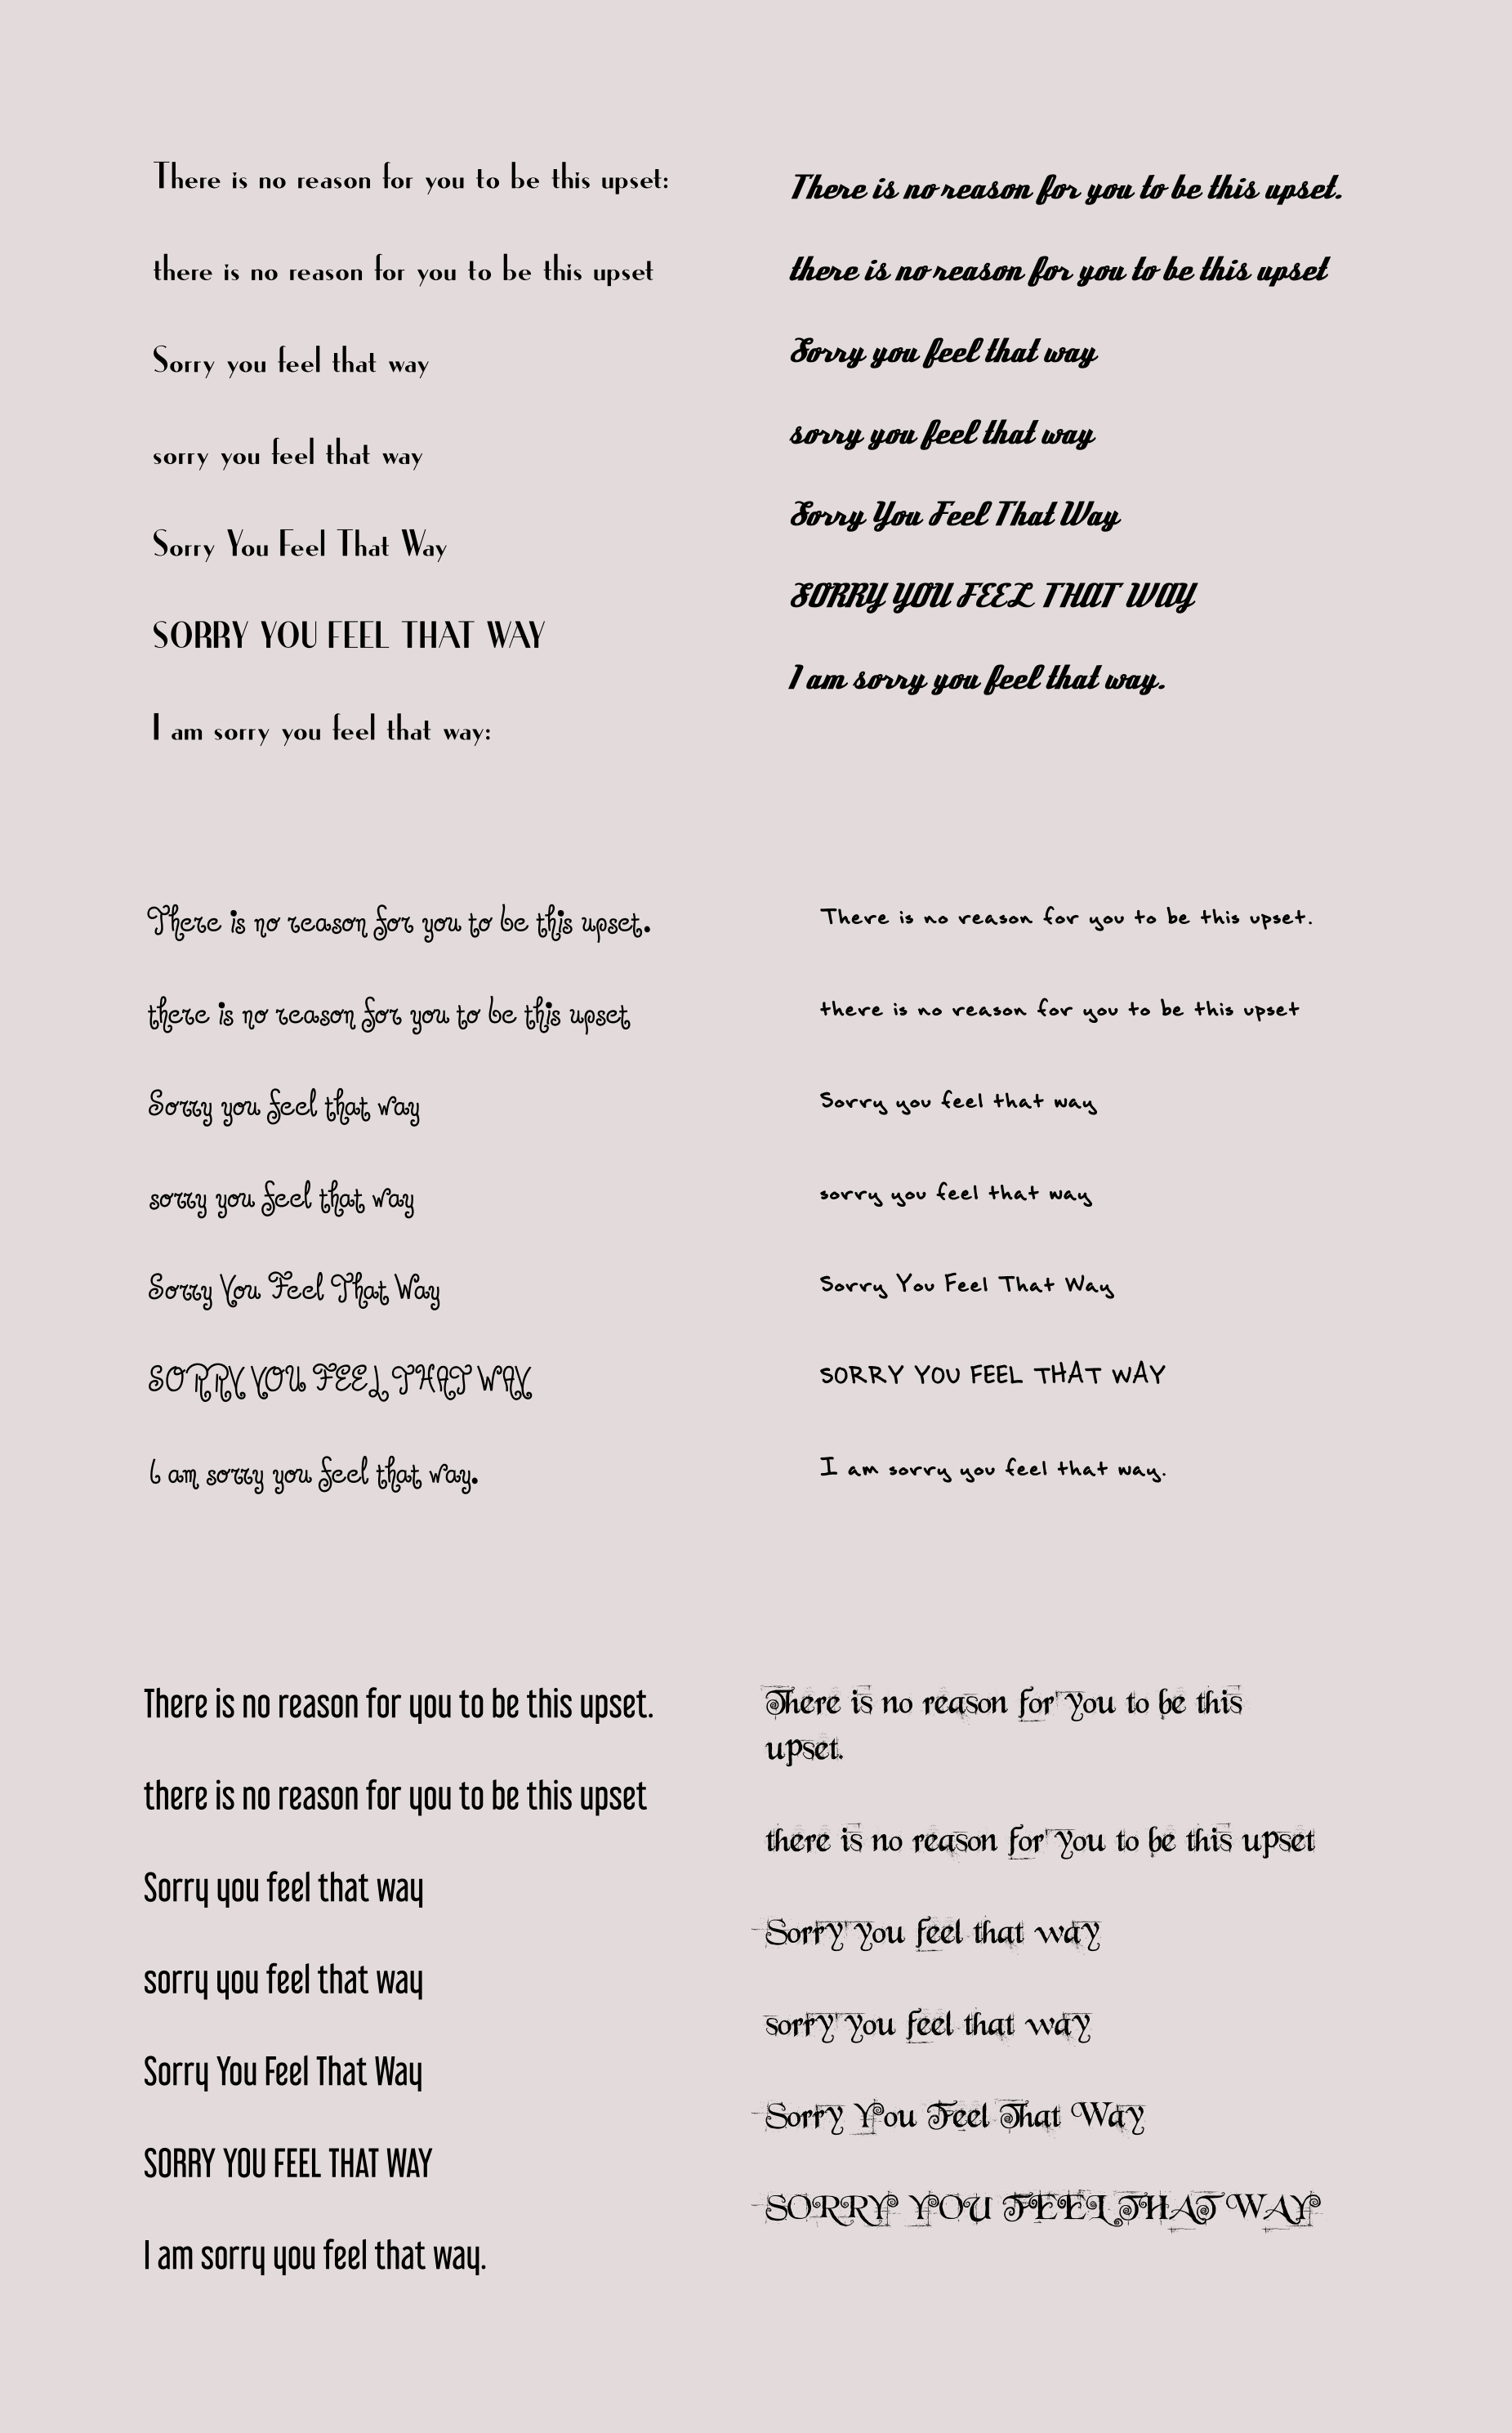 There is no reason for you to be this upset:
there is no reason for you to be this upset
Sorry you feel that way
sorry you feel that way
Sorry You Feel That Way
SORRY YOU FEEL THAT WAY
I am sorry you feel that way:
There is no reason for you to be this upset.
there is no reason for you to be this upset
Sorry you feel that way
sorry you feel that way
Sorry You Feel That Way
SORRY YOU FEEL THAT WAY
I am sorry you feel that way.
There is no reason for you to be this upset.
there is no reason for you to be this upset
Sorry you feel that way
sorry you feel that way
Sorry You Feel That Way
SORRY YOU FEEL THAT WAY
I am sorry you feel that way.
There is no reason for you to be this upset.
there is no reason for you to be this upset
Sorry you feel that way
sorry you feel that way
Sorry You Feel That Way
SORRY YOU FEEL THAT WAY
I am sorry you feel that way.
There is no reason for you to be this upset.
there is no reason for you to be this upset
Sorry you feel that way
sorry you feel that way
Sorry You Feel That Way
SORRY YOU FEEL THAT WAY
I am sorry you feel that way.
There is no reason for you to be this
upset.
there is no reason for you to be this upset
Sorry you feel that way
sorry you feel that way
Sorry You Feel That Way
SORRY YOU FEEL THAT WAY